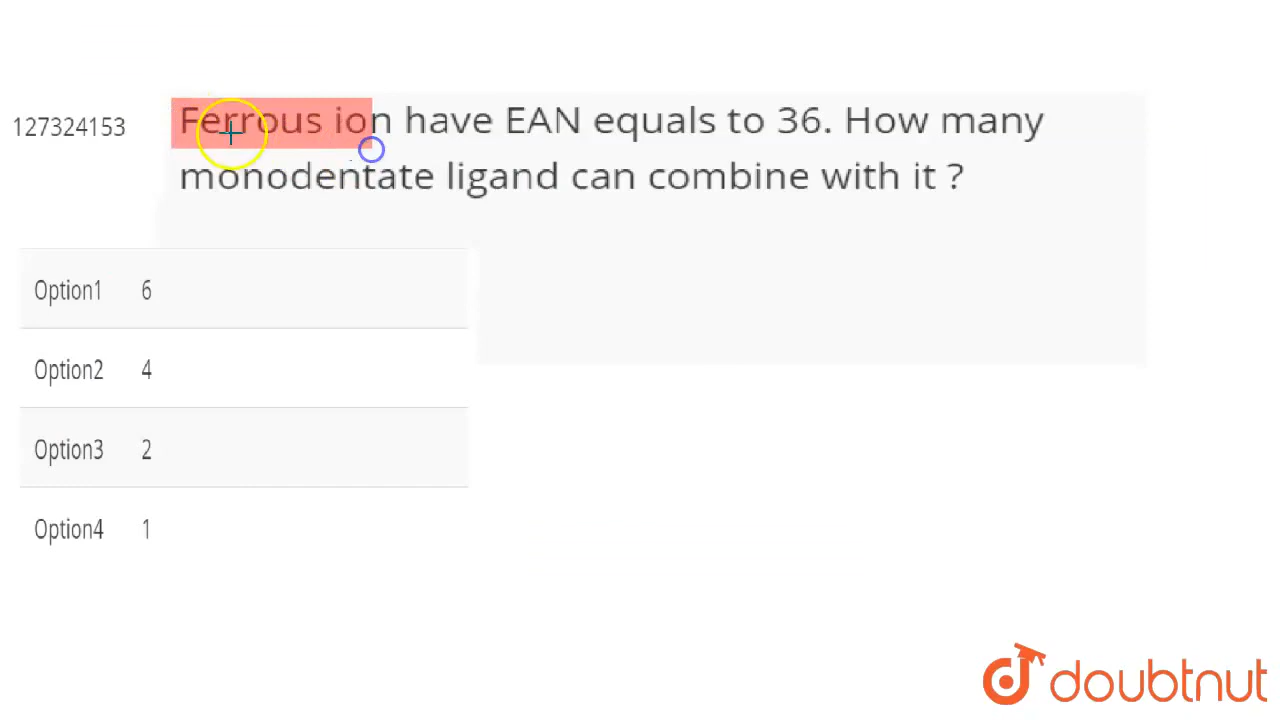 127324153
Ferrous ion have EAN equals to 36. How many
monodentate ligand can combine with it ?
Option1 6
Option2 4
Option3 2
Option4 1
doubtnut